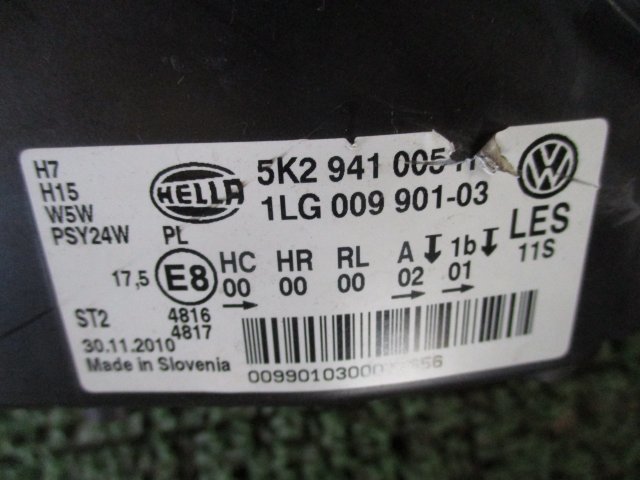 H7
H15
W5W
PSY24W
HELLA
5K2 941 005
1LG 009 901-03
VW
LES
11S
PL
17,5
E8
HC HR RL A 1b
00 00 00 02 01
ST2
4816
4817
30.11.2010
Made in Slovenia